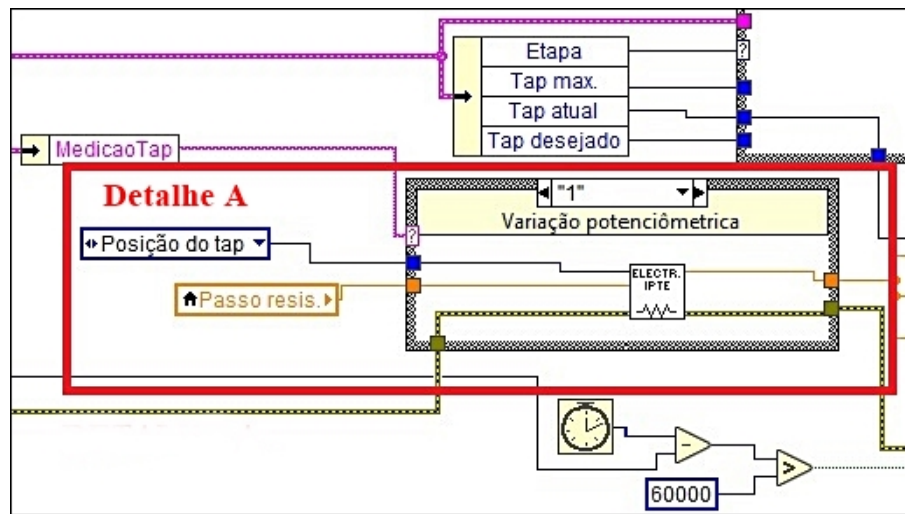 Etapa
?
Tap max.
Tap atual
MedicaoTap
Tap desejado
Detalhe A
"1"
Variação potenciômetrica
?
Posição do tap
ELECTR.
IPTE
Passo resis.
-
>
60000